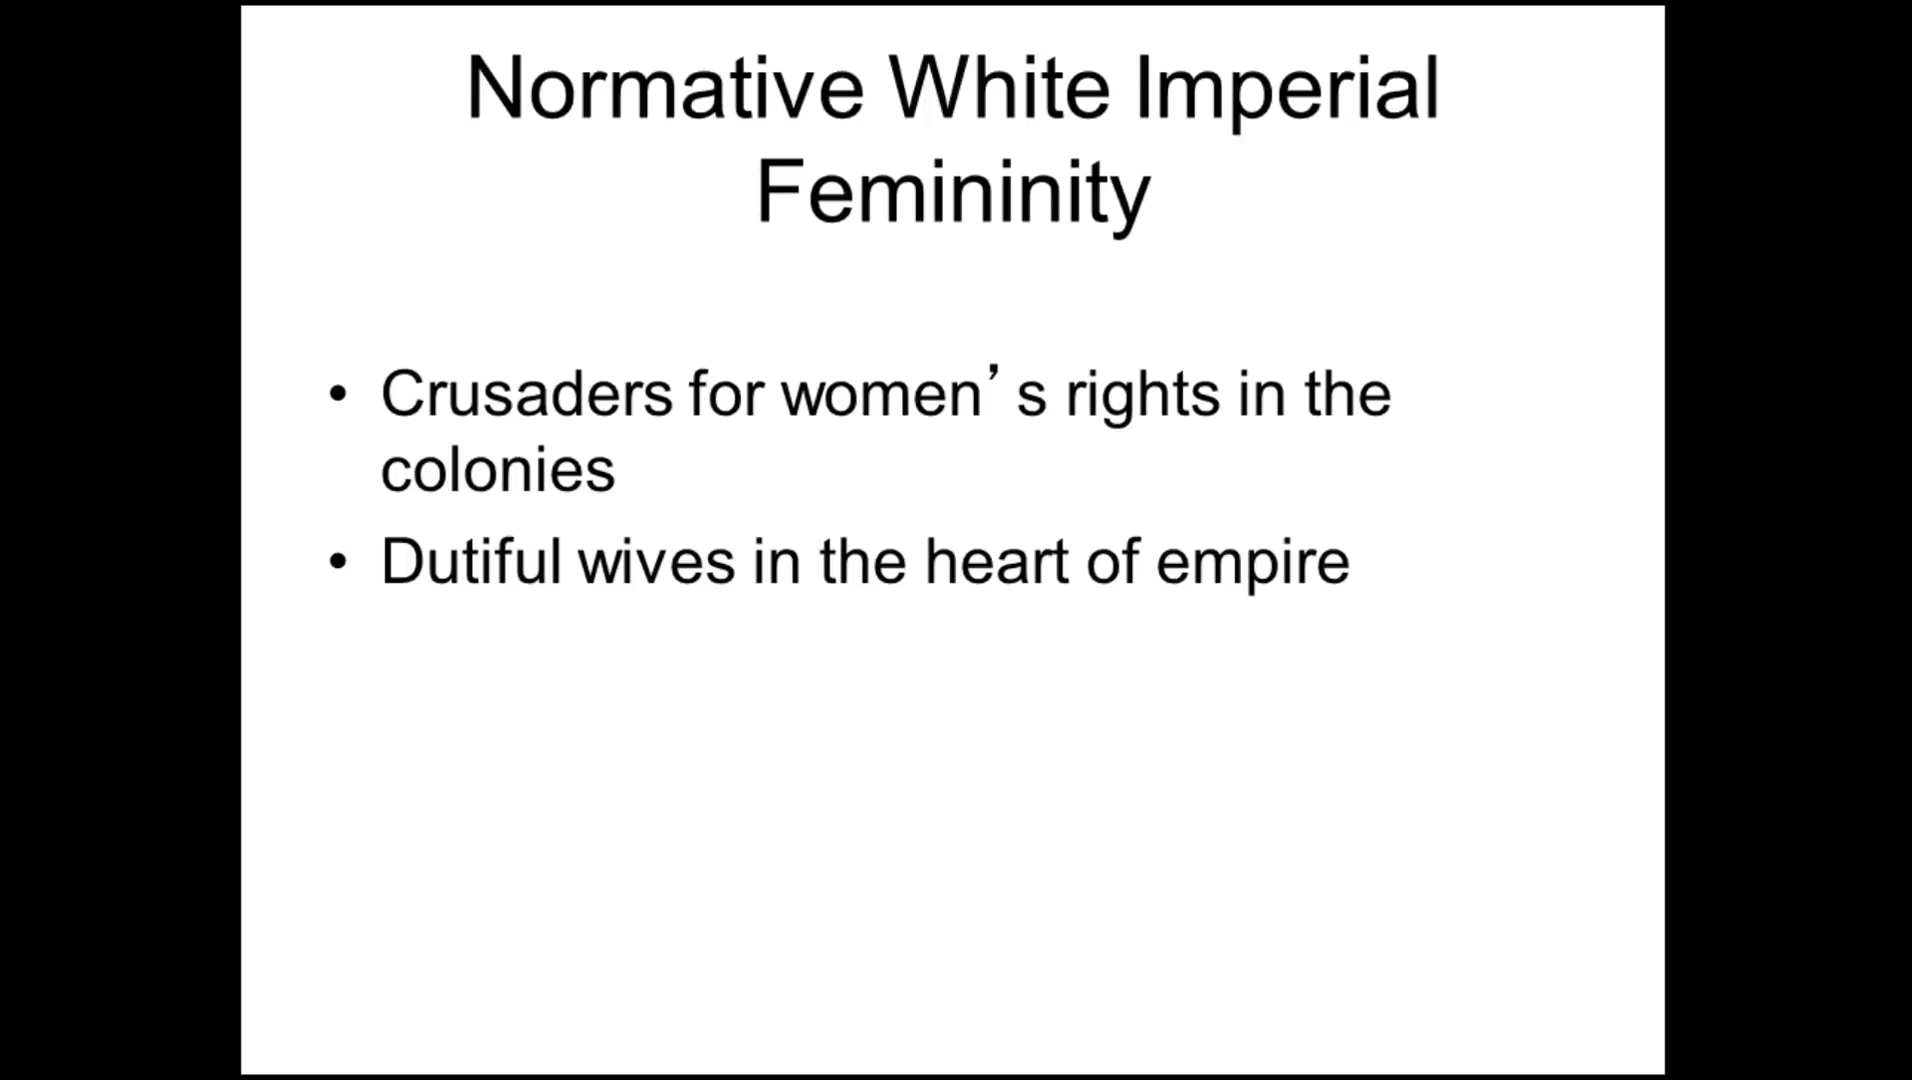 Normative White Imperial
Femininity
• Crusaders for women’s rights in the
colonies
• Dutiful wives in the heart of empire